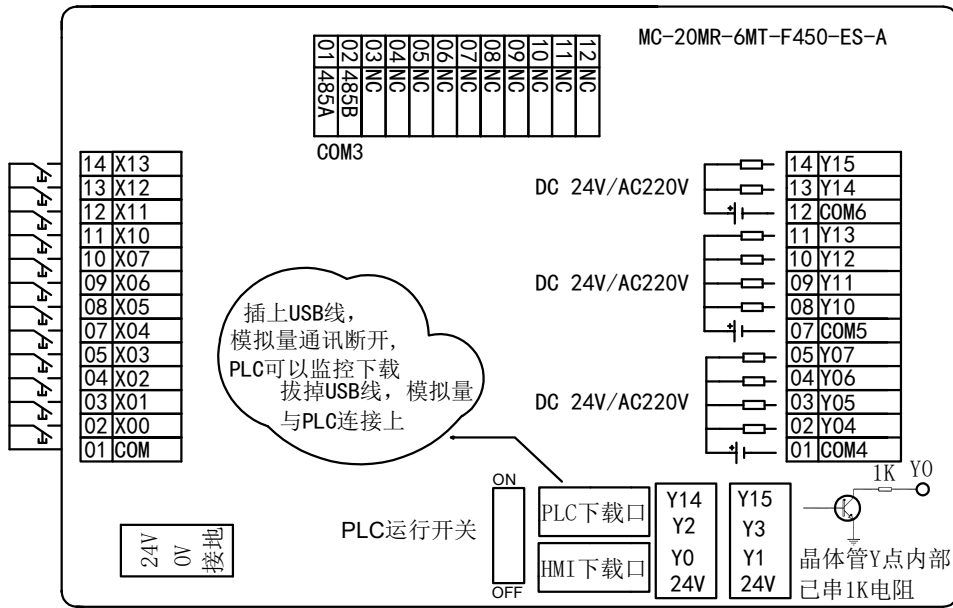 MC-20MR-6MT-F450-ES-A
01 485A
02 485B
03 NC
04 NC
05 NC
06 NC
07 NC
08 NC
09 NC
10 NC
11 NC
12 NC
COM3
14 X13
13 X12
12 X11
11 X10
10 X07
09 X06
08 X05
07 X04
05 X03
04 X02
03 X01
02 X00
01 COM
插上USB线，
模拟量通讯断开，
PLC可以监控下载
拔掉USB线，模拟量
与PLC连接上
DC 24V/AC220V
DC 24V/AC220V
DC 24V/AC220V
14 Y15
13 Y14
12 COM6
11 Y13
10 Y12
09 Y11
08 Y10
07 COM5
05 Y07
04 Y06
03 Y05
02 Y04
01 COM4
24V
0V
接地
PLC运行开关
ON
OFF
PLC下载口
HMI下载口
Y14
Y2
Y0
24V
Y15
Y3
Y1
24V
1K Y0
晶体管Y点内部
已串1K电阻